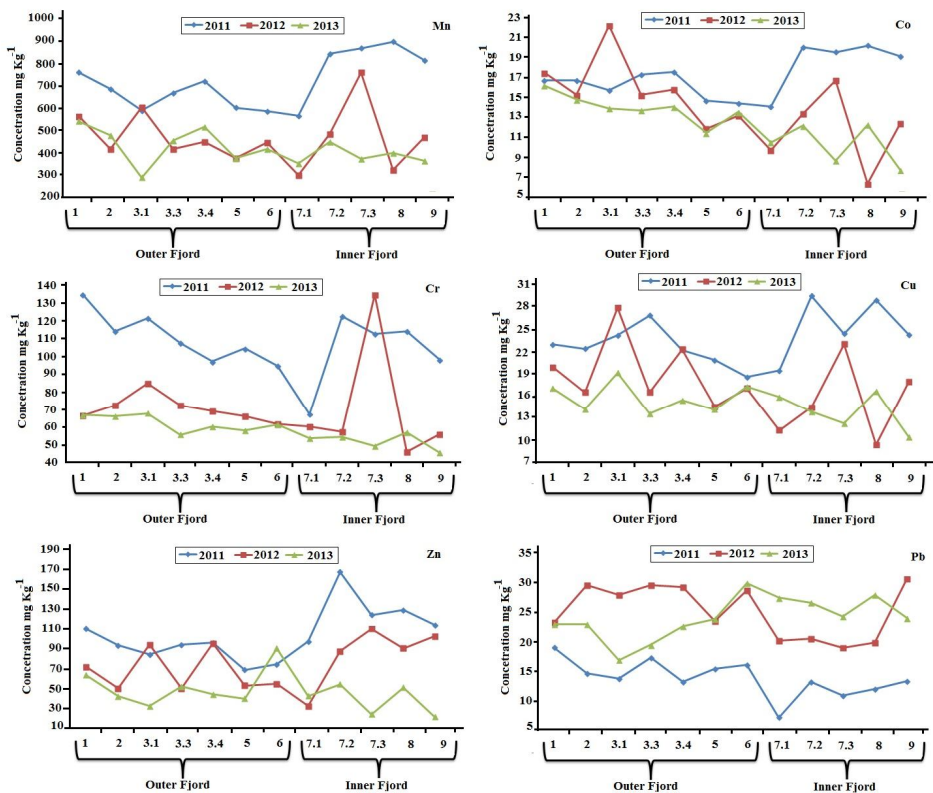 2011 2012 2013
Mn
Concetration mg Kg-1
1000
900
800
700
600
500
400
300
200
1 2 3.1 3.3 3.4 5 6 7.1 7.2 7.3 8 9
Outer Fjord Inner Fjord
2011 2012 2013
Co
Concetration mg Kg-1
23
21
19
17
15
13
11
9
7
5
1 2 3.1 3.3 3.4 5 6 7.1 7.2 7.3 8 9
Outer Fjord Inner Fjord
2011 2012 2013
Cr
Concetration mg Kg-1
140
130
120
110
100
90
80
70
60
50
40
1 2 3.1 3.3 3.4 5 6 7.1 7.2 7.3 8 9
Outer Fjord Inner Fjord
2011 2012 2013
Cu
Concetration mg Kg-1
31
28
25
22
19
16
13
10
7
1 2 3.1 3.3 3.4 5 6 7.1 7.2 7.3 8 9
Outer Fjord Inner Fjord
2011 2012 2013
Zn
Concetration mg Kg-1
190
170
150
130
110
90
70
50
30
10
1 2 3.1 3.3 3.4 5 6 7.1 7.2 7.3 8 9
Outer Fjord Inner Fjord
2011 2012 2013
Pb
Concetration mg Kg-1
35
30
25
20
15
10
5
1 2 3.1 3.3 3.4 5 6 7.1 7.2 7.3 8 9
Outer Fjord Inner Fjord